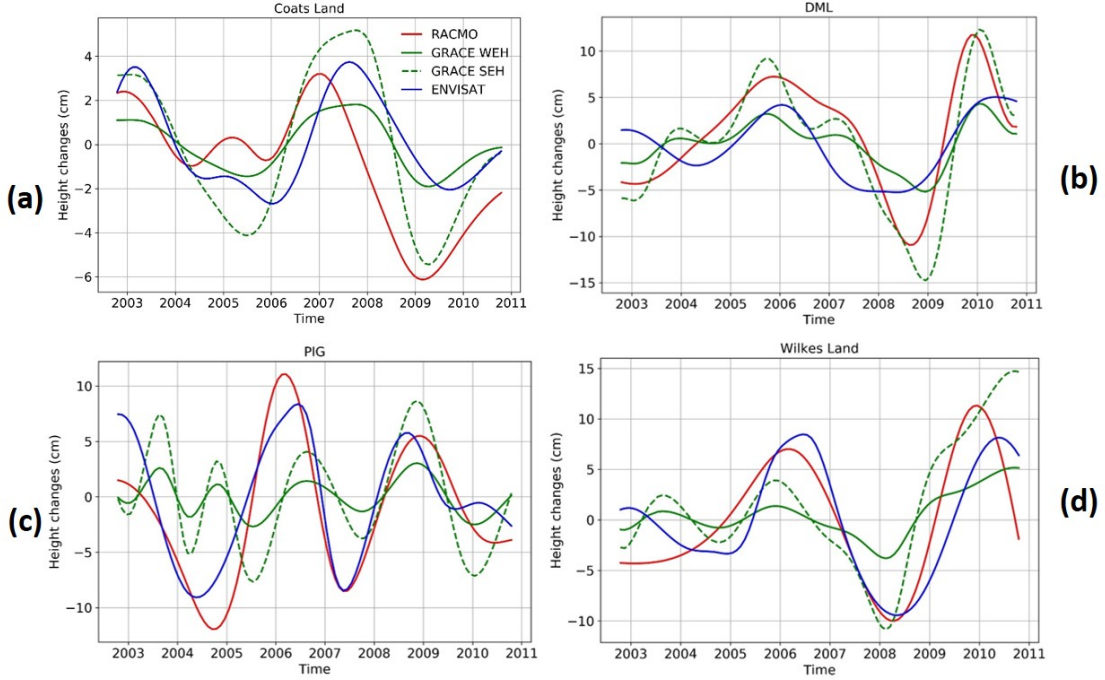 Coats Land
RACMO
GRACE WEH
GRACE SEH
ENVISAT
4
2
0
−2
−4
−6
Height changes (cm)
2003 2004 2005 2006 2007 2008 2009 2010 2011
Time
(a)
DML
10
5
0
−5
−10
−15
Height changes (cm)
2003 2004 2005 2006 2007 2008 2009 2010 2011
Time
(b)
PIG
10
5
0
−5
−10
Height changes (cm)
2003 2004 2005 2006 2007 2008 2009 2010 2011
Time
(c)
Wilkes Land
15
10
5
0
−5
−10
Height changes (cm)
2003 2004 2005 2006 2007 2008 2009 2010 2011
Time
(d)